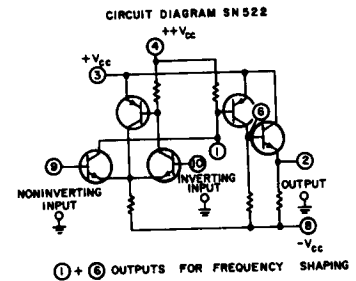 CIRCUIT DIAGRAM SN522
++Vcc
4
+Vcc
3
6
1
9
10
2
NONINVERTING
INPUT
INVERTING
INPUT
OUTPUT
8
-Vcc
1 + 6 OUTPUTS FOR FREQUENCY SHAPING